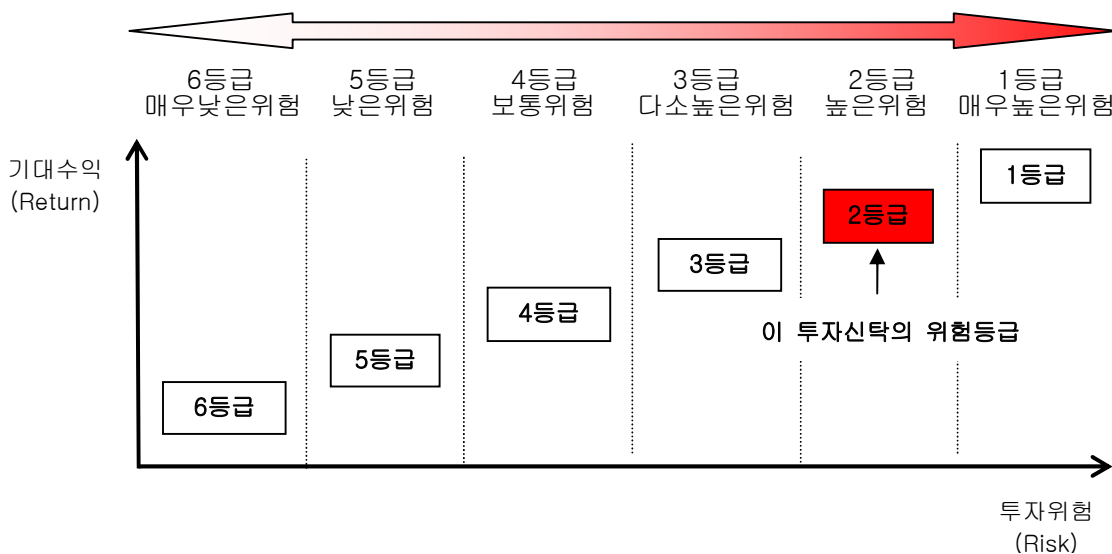 6등급 5등급 4등급 3등급 2등급 1등급
매우낮은위험 낮은위험 보통위험 다소높은위험 높은위험 매우높은위험
기대수익
(Return)
1등급
2등급
3등급
4등급
이 투자신탁의 위험등급
5등급
6등급
투자위험
(Risk)